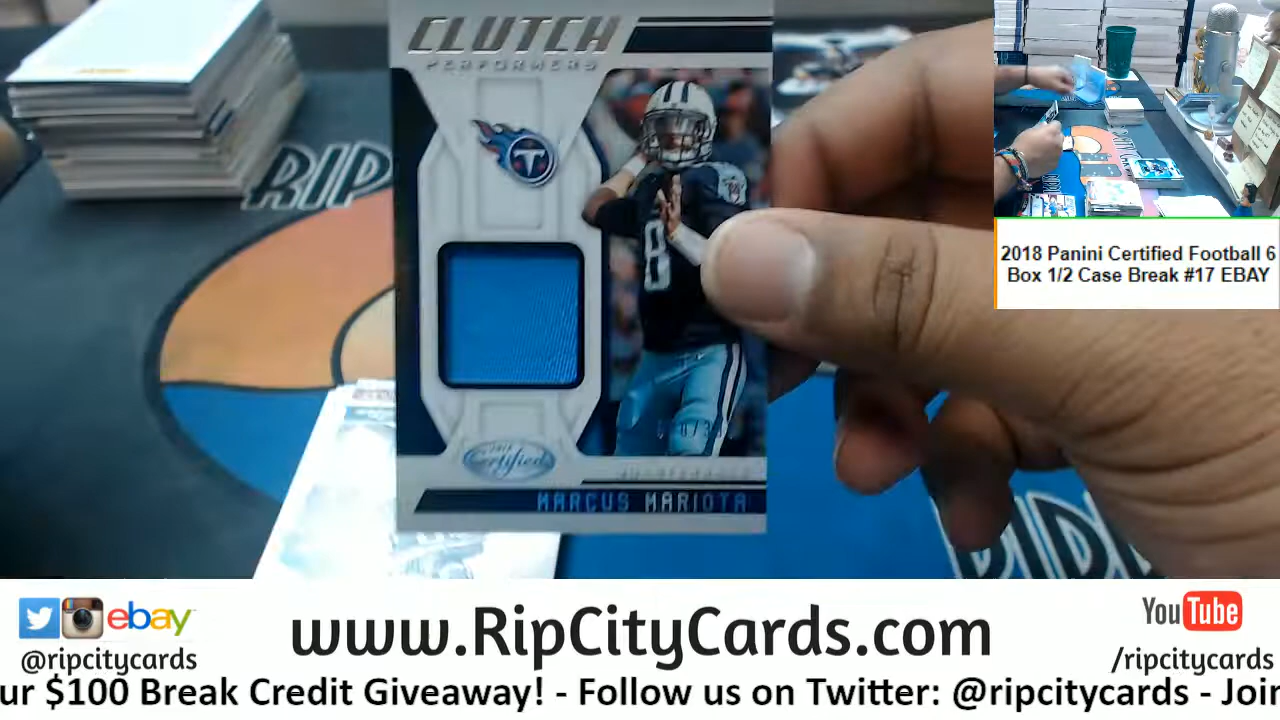 CLUTCH
PERFORMERS
T
8
Certified
MARCUS MARIOTA
RIP
2018 Panini Certified Football 6
Box 1/2 Case Break #17 EBAY
ebay
www.RipCityCards.com
YouTube
@ripcitycards
/ripcitycards
ur $100 Break Credit Giveaway! - Follow us on Twitter: @ripcitycards - Join